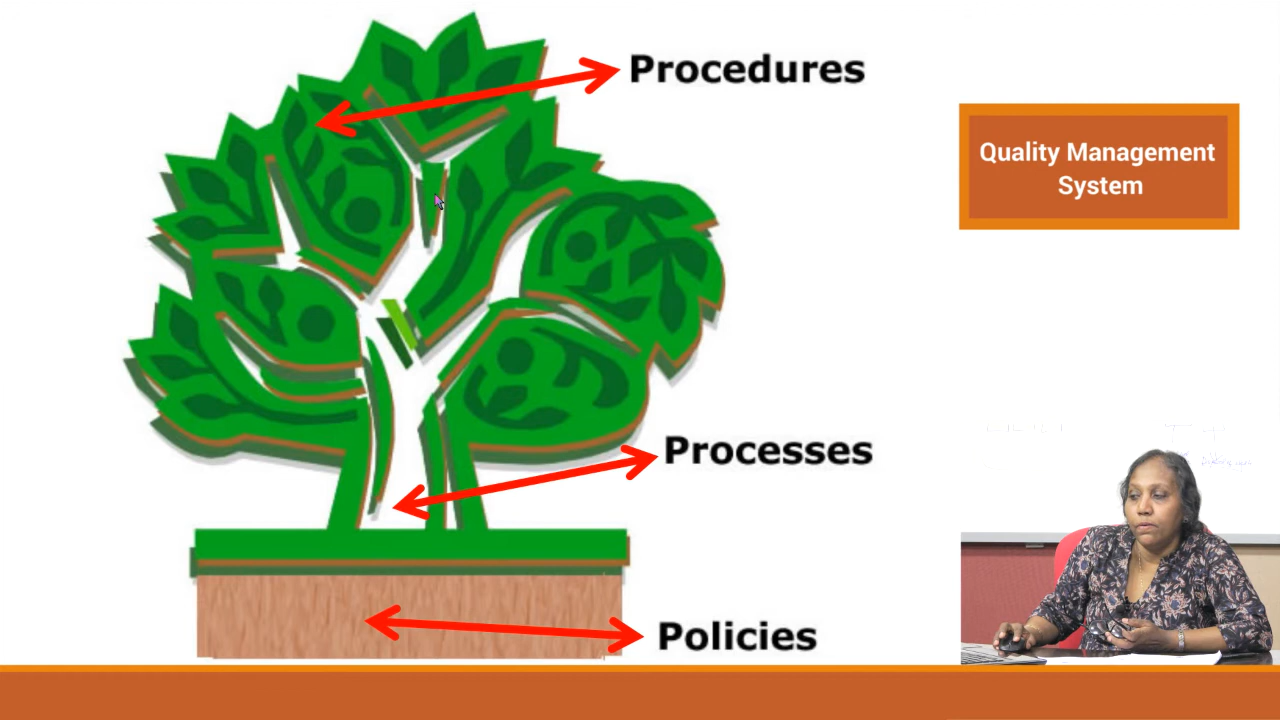 Procedures
Quality Management
System
Processes
Policies